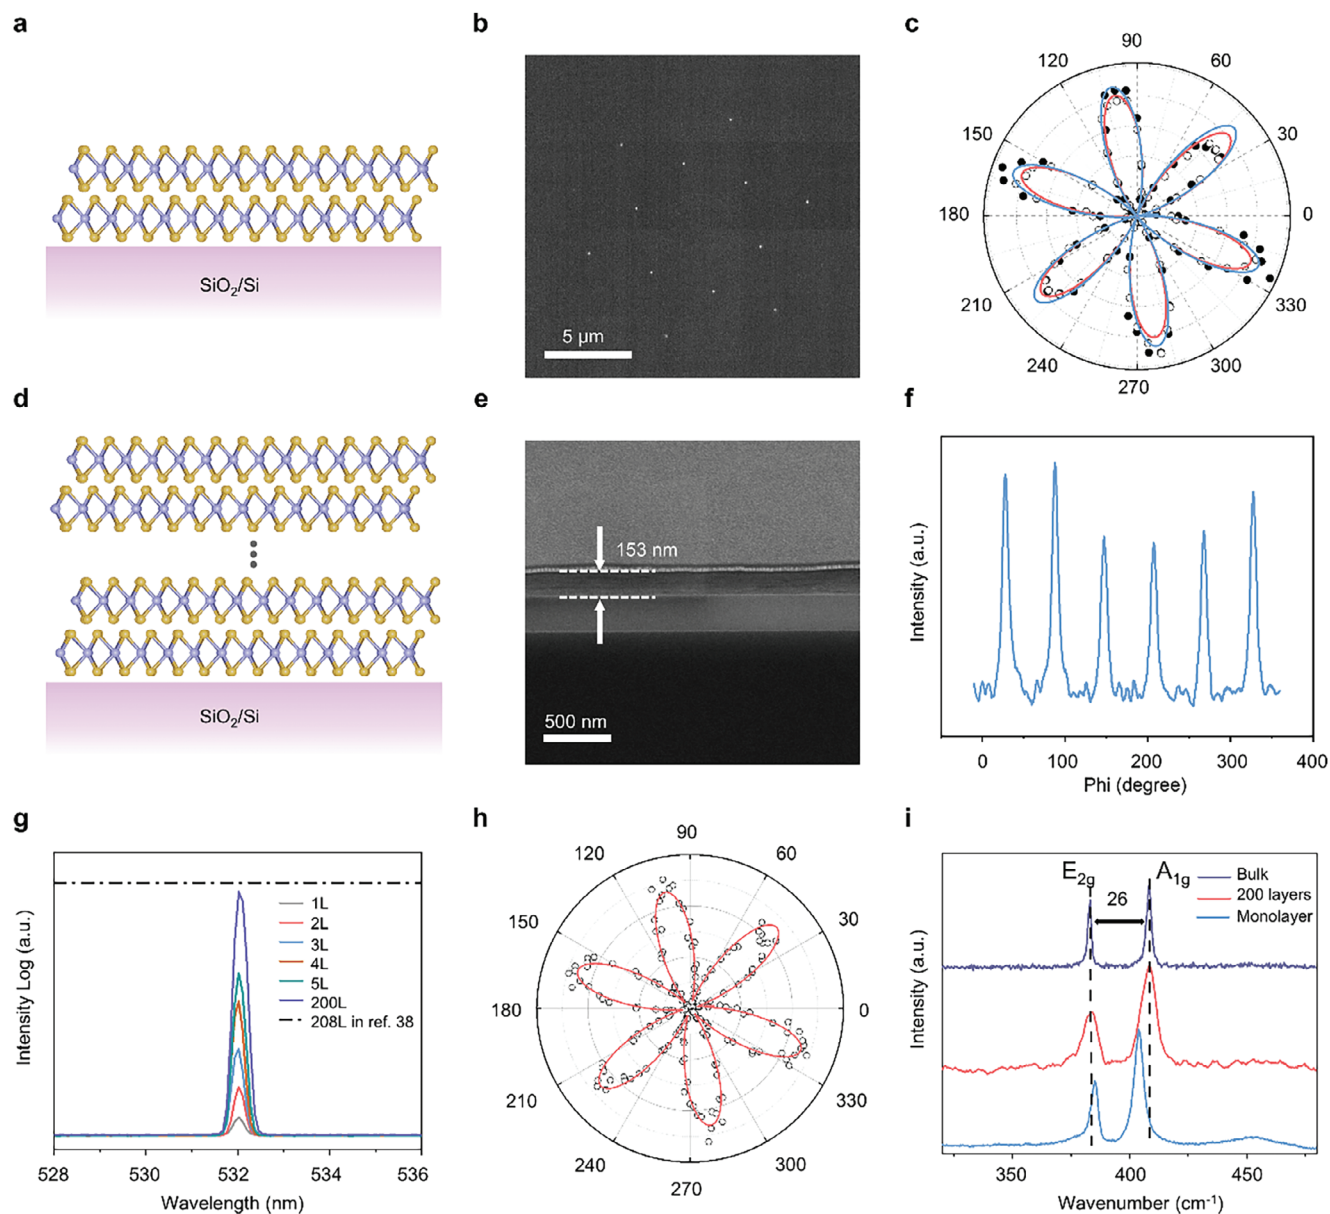 a
SiO2/Si
b
5 μm
c
90
120
60
150
30
180
0
210
330
240
300
270
d
SiO2/Si
e
153 nm
500 nm
f
Intensity (a.u.)
0 100 200 300 400
Phi (degree)
g
Intensity Log (a.u.)
1L
2L
3L
4L
5L
200L
208L in ref. 38
528 530 532 534 536
Wavelength (nm)
h
90
120
60
150
30
180
0
210
330
240
300
270
i
E2g
A1g
26
Bulk
200 layers
Monolayer
Intensity (a.u.)
350 400 450
Wavenumber (cm-1)